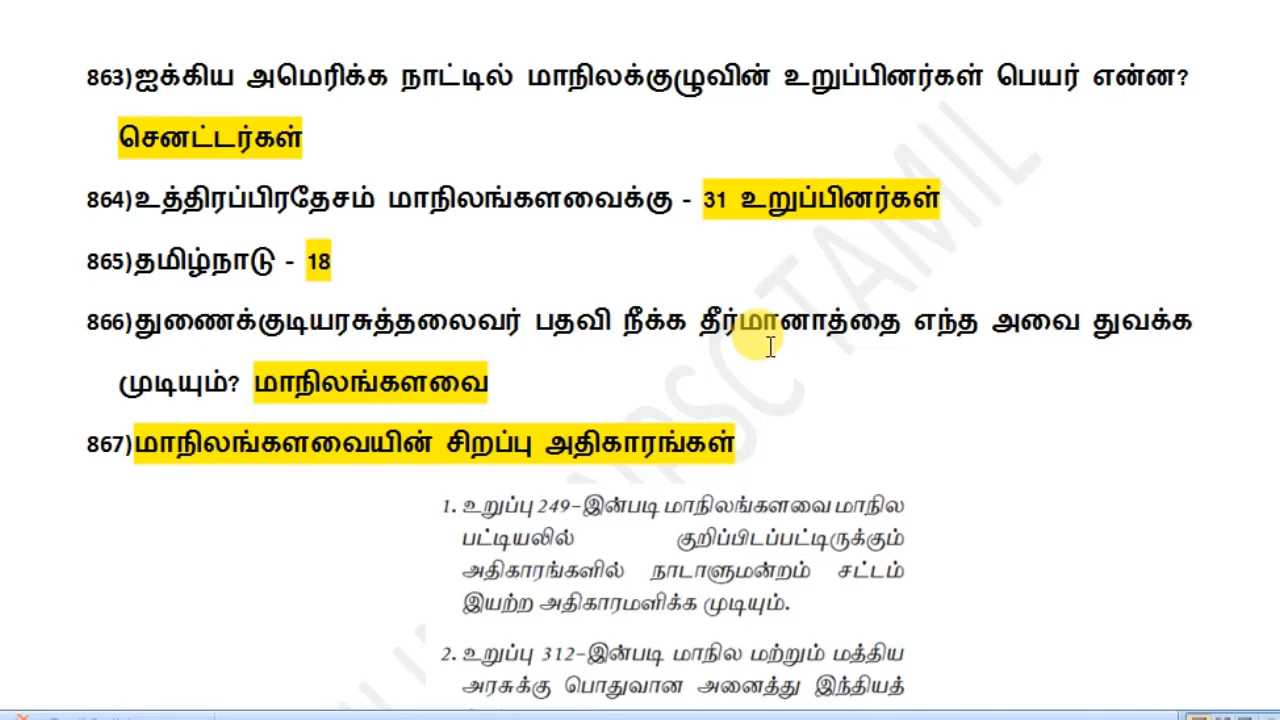 863)ஐக்கிய அமெரிக்க நாட்டில் மாநிலக்குழுவின் உறுப்பினர்கள் பெயர் என்ன?
செனட்டர்கள்
864)உத்திரப்பிரதேசம் மாநிலங்களவைக்கு - 31 உறுப்பினர்கள்
865)தமிழ்நாடு - 18
866)துணைக்குடியரசுத்தலைவர் பதவி நீக்க தீர்மானாத்தை எந்த அவை துவக்க
முடியும்? மாநிலங்களவை
867)மாநிலங்களவையின் சிறப்பு அதிகாரங்கள்
1. உறுப்பு 249-இன்படி மாநிலங்களவை மாநில
பட்டியலில் குறிப்பிடப்பட்டிருக்கும்
அதிகாரங்களில் நாடாளுமன்றம் சட்டம்
இயற்ற அதிகாரமளிக்க முடியும்.
2. உறுப்பு 312-இன்படி மாநில மற்றும் மத்திய
அரசுக்கு பொதுவான அனைத்து இந்தியத்
NPSC TAMIL